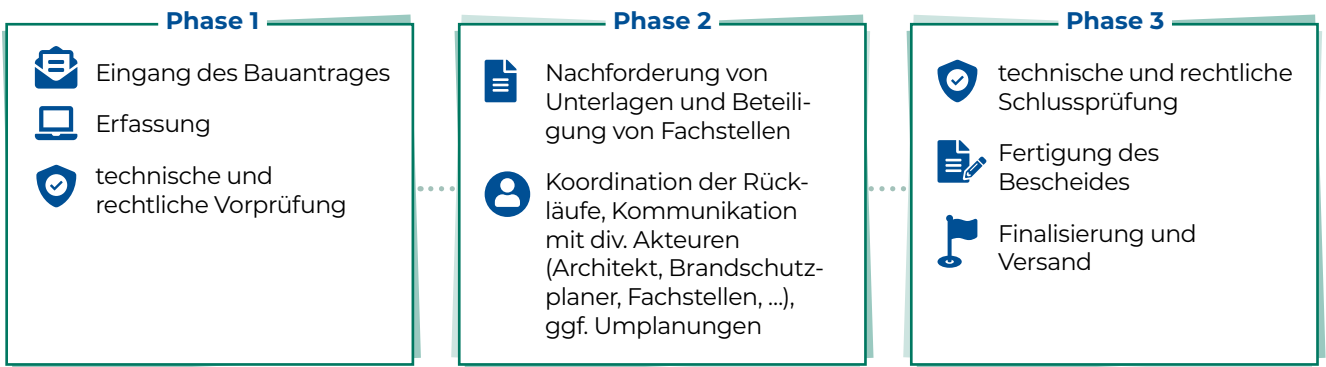 Phase 1
Eingang des Bauantrages
Erfassung
technische und
rechtliche Vorprüfung
Phase 2
Nachforderung von
Unterlagen und Beteili-
gung von Fachstellen
Koordination der Rück-
läufe, Kommunikation
mit div. Akteuren
(Architekt, Brandschutz-
planer, Fachstellen, ...),
ggf. Umplanungen
Phase 3
technische und rechtliche
Schlussprüfung
Fertigung des
Bescheides
Finalisierung und
Versand